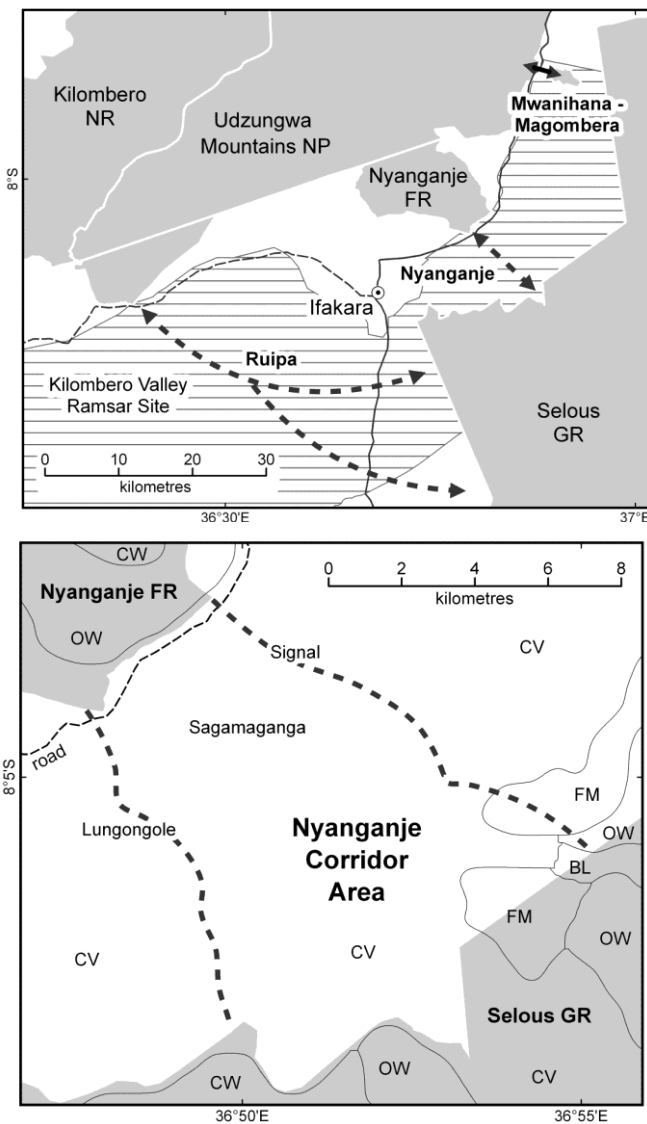 Kilombero
NR
Udzungwa
Mountains NP
Mwanihana -
Magombera
8°S
Nyanganje
FR
Nyanganje
Ifakara
Ruipa
Kilombero Valley
Ramsar Site
Selous
GR
0 10 20 30
kilometres
36°30'E
37°E
CW
Nyanganje FR
OW
0 2 4 6 8
kilometres
Signal
CV
Sagamaganga
road
8°5'S
FM
Lungongole
Nyanganje
Corridor
Area
OW
BL
FM
OW
CV
CV
Selous GR
CW
OW
CV
36°50'E
36°55'E